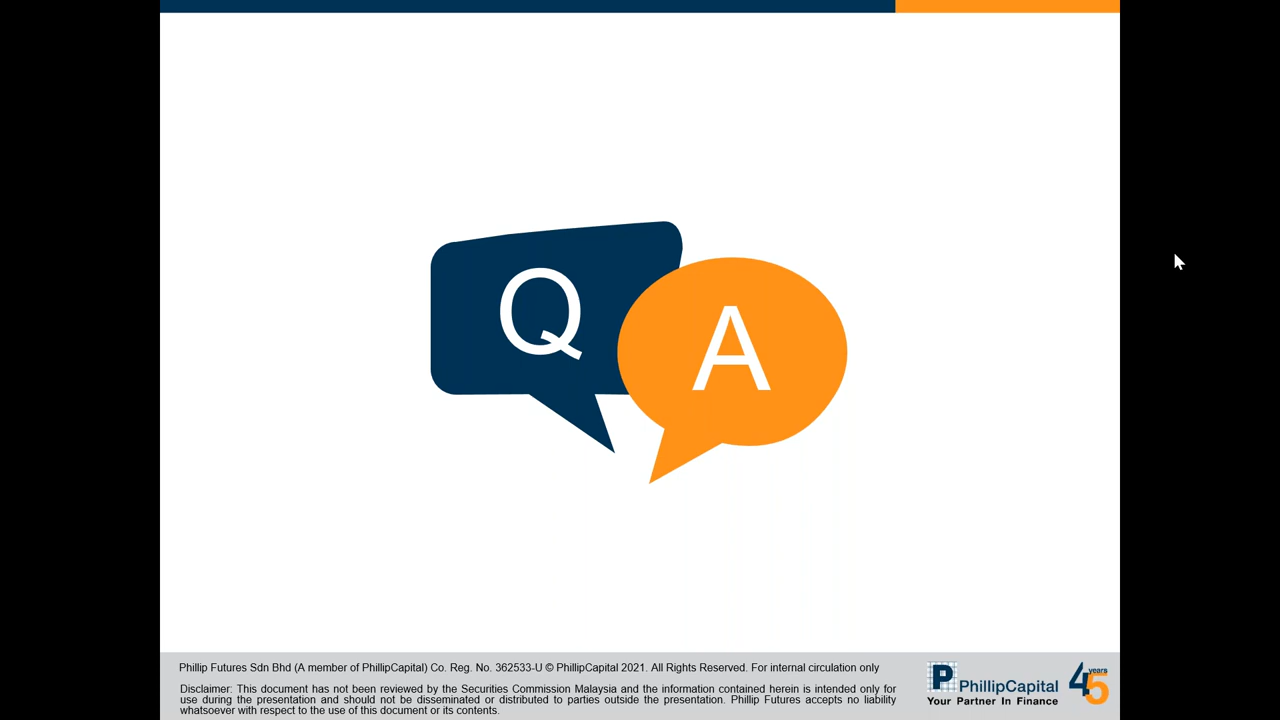 Q
A
Phillip Futures Sdn Bhd (A member of PhillipCapital) Co. Reg. No. 362533-U © PhillipCapital 2021. All Rights Reserved. For internal circulation only
Disclaimer: This document has not been reviewed by the Securities Commission Malaysia and the information contained herein is intended only for
use during the presentation and should not be disseminated or distributed to parties outside the presentation. Phillip Futures accepts no liability
whatsoever with respect to the use of this document or its contents.
P
PhillipCapital
Your Partner In Finance
45 years